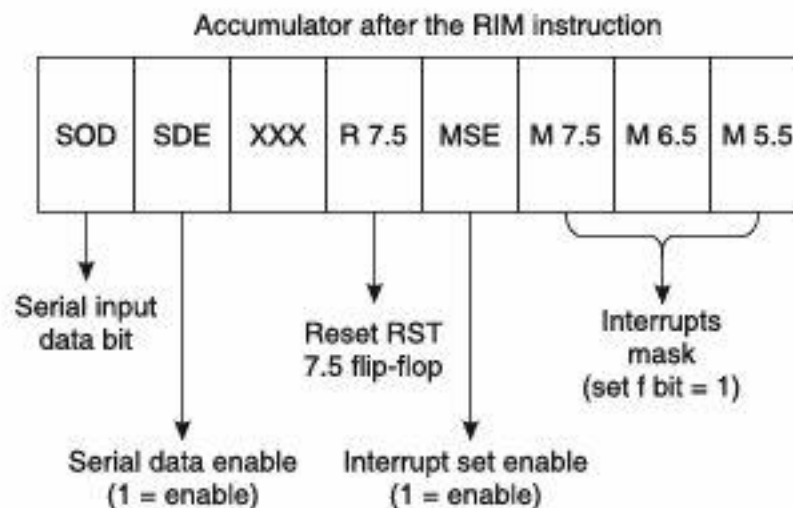 Accumulator after the RIM instruction
SOD SDE XXX R 7.5 MSE M 7.5 M 6.5 M 5.5
Serial input
data bit
Reset RST
7.5 flip-flop
Interrupts
mask
(set f bit = 1)
Serial data enable
(1 = enable)
Interrupt set enable
(1 = enable)